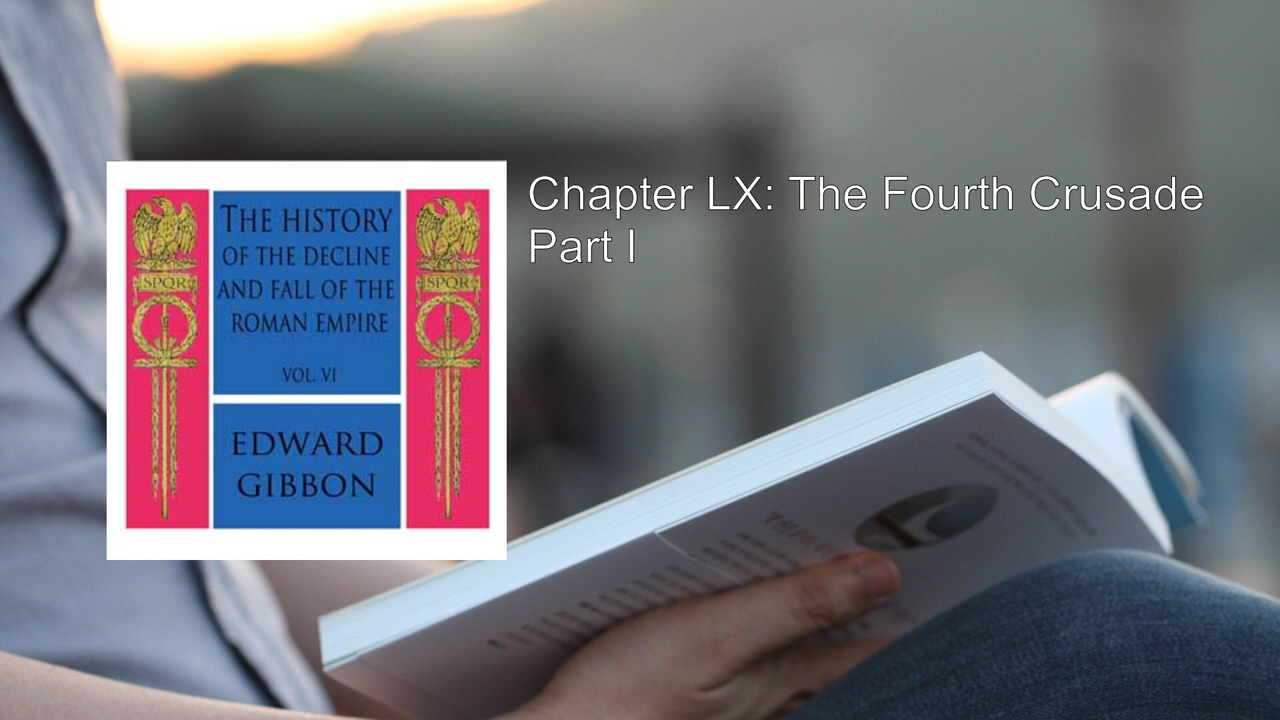 THE HISTORY
OF THE DECLINE
AND FALL OF THE
ROMAN EMPIRE
VOL. VI
EDWARD
GIBBON
SPQR
SPQR
Chapter LX: The Fourth Crusade
Part I